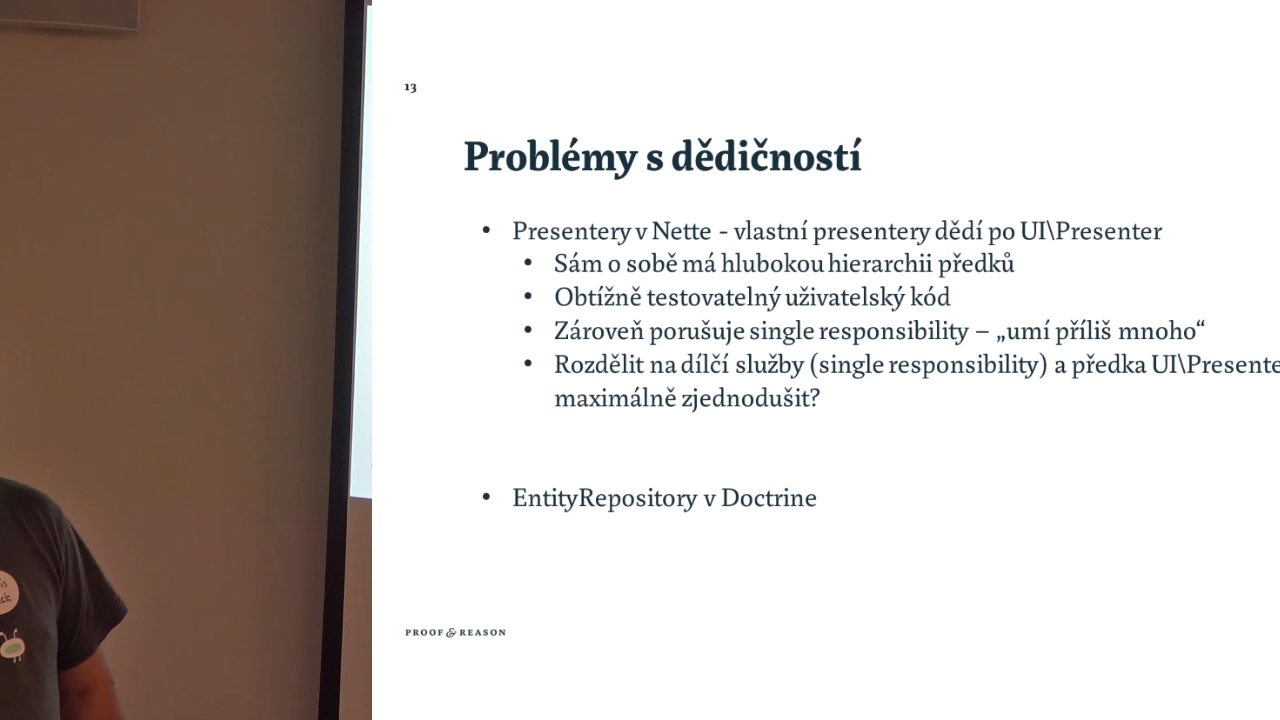 13
Problémy s dědičností
• Presentery v Nette - vlastní presentery dědí po UI\Presenter
• Sám o sobě má hlubokou hierarchii předků
• Obtížně testovatelný uživatelský kód
• Zároveň porušuje single responsibility – „umí příliš mnoho“
• Rozdělit na dílčí služby (single responsibility) a předka UI\Presente
maximálně zjednodušit?
• EntityRepository v Doctrine
PROOF & REASON